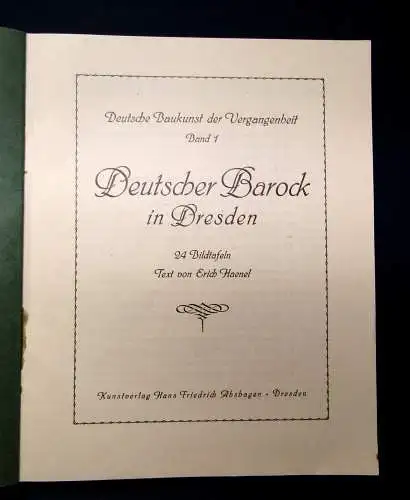 Deutsche Baukunst der Vergangenheit
Band 1
Deutscher Barock
in Dresden
24 Bildtafeln
Text von Erich Haenel
Kunstverlag Hans Friedrich Abshagen - Dresden